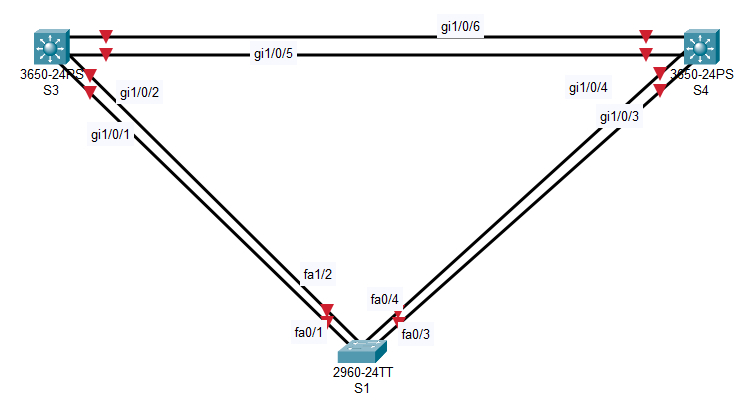 gi1/0/6
gi1/0/5
3650-24PS
S3
3650-24PS
S4
gi1/0/2
gi1/0/4
gi1/0/1
gi1/0/3
fa1/2
fa0/4
fa0/1
fa0/3
2960-24TT
S1